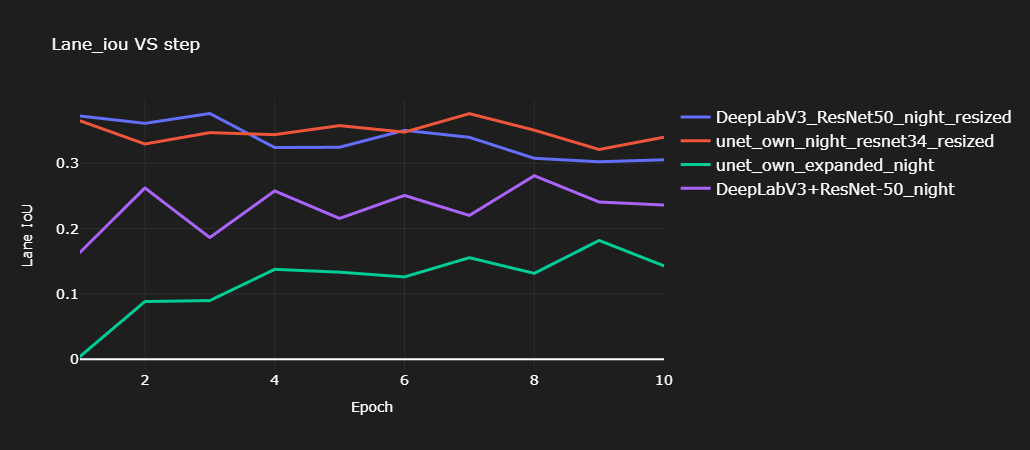 Lane_iou VS step
DeepLabV3_ResNet50_night_resized
unet_own_night_resnet34_resized
unet_own_expanded_night
DeepLabV3+ResNet-50_night
Lane IoU
0.3
0.2
0.1
0
2 4 6 8 10
Epoch